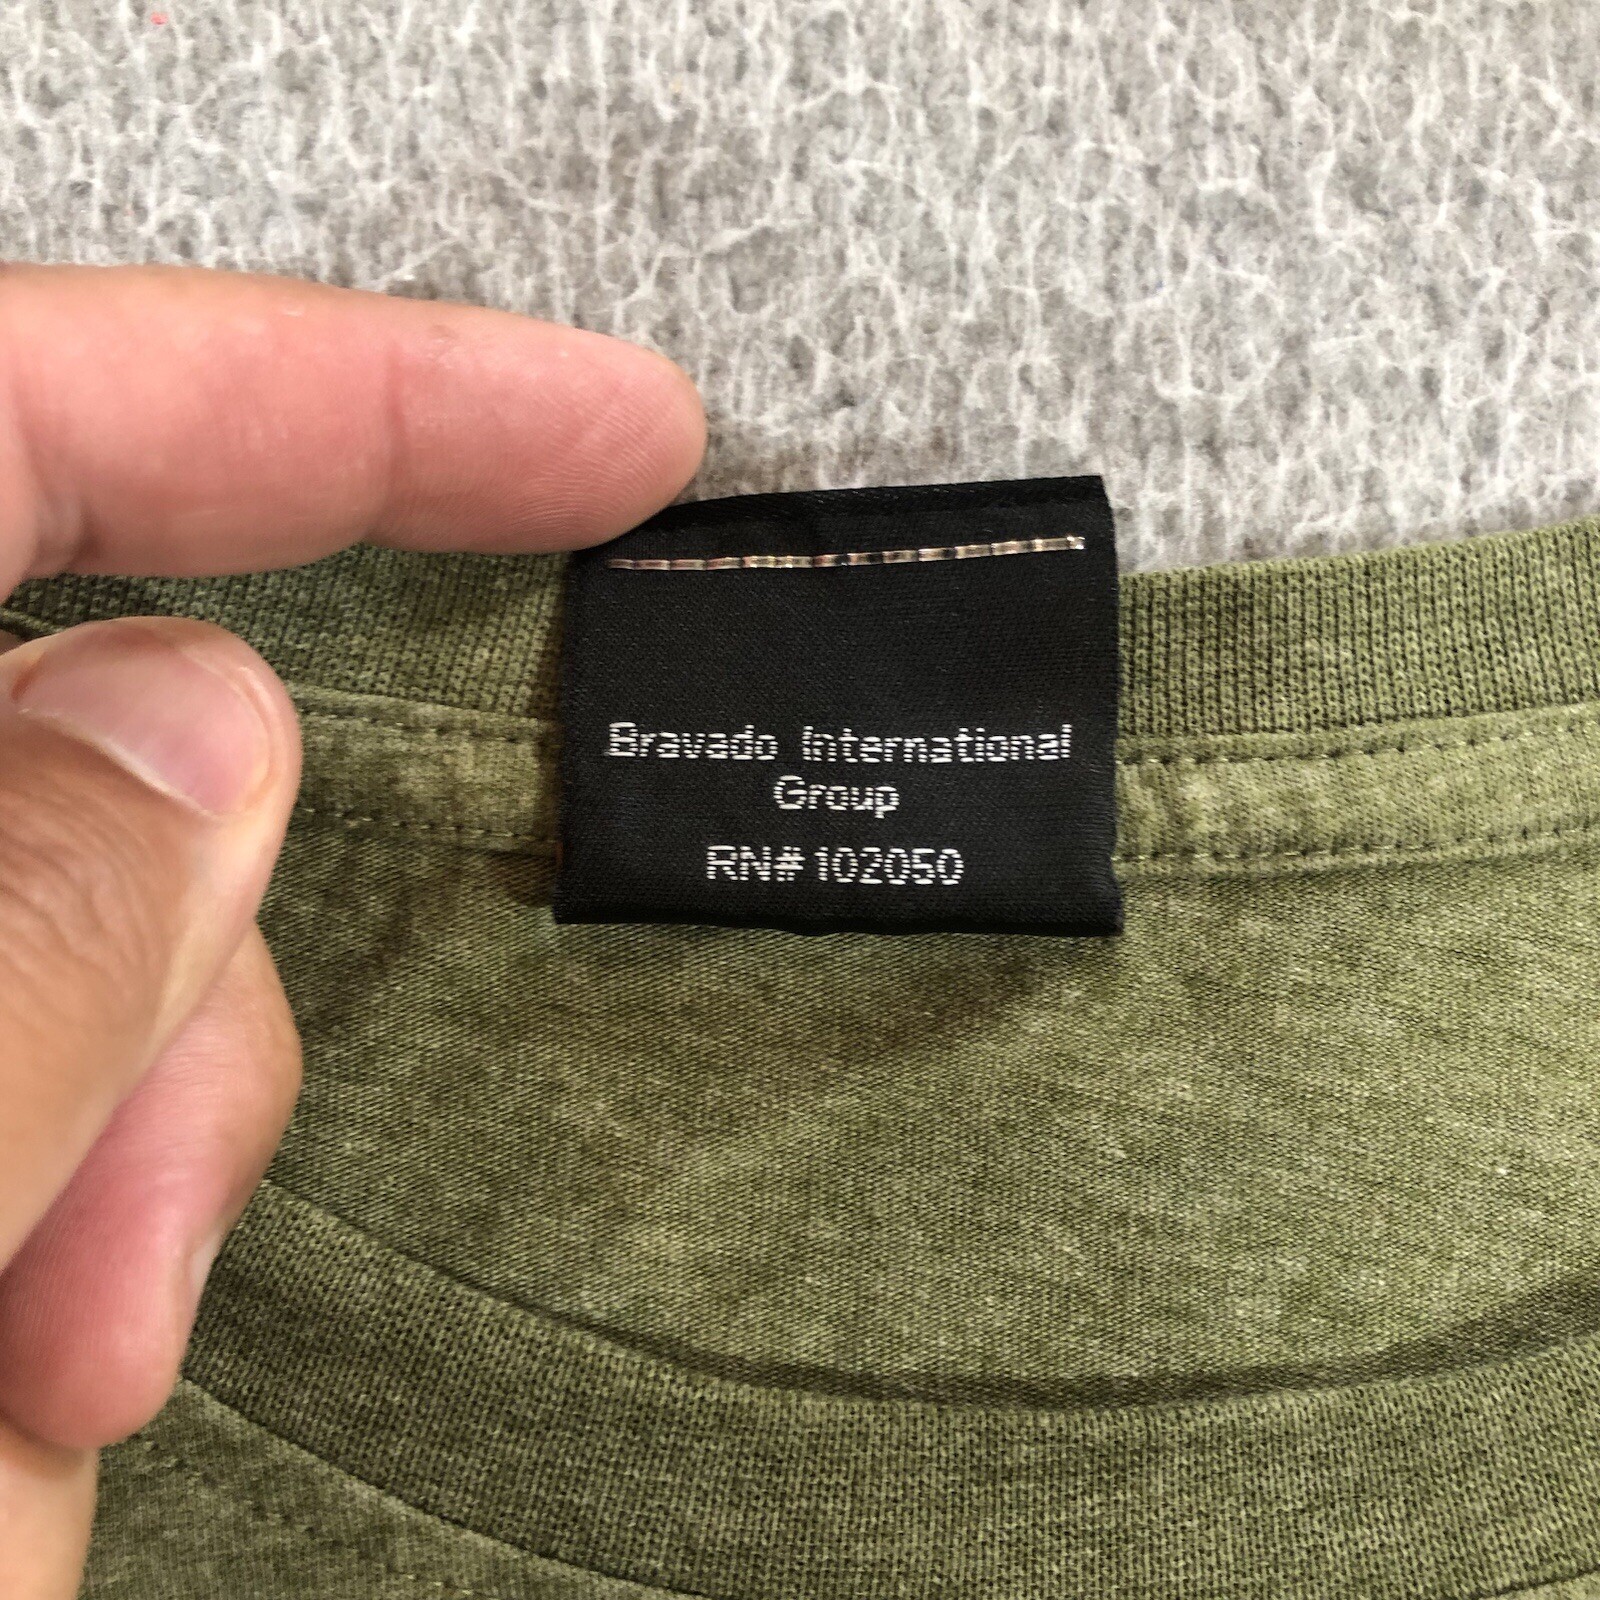 Bravado International
Group
RN# 102050